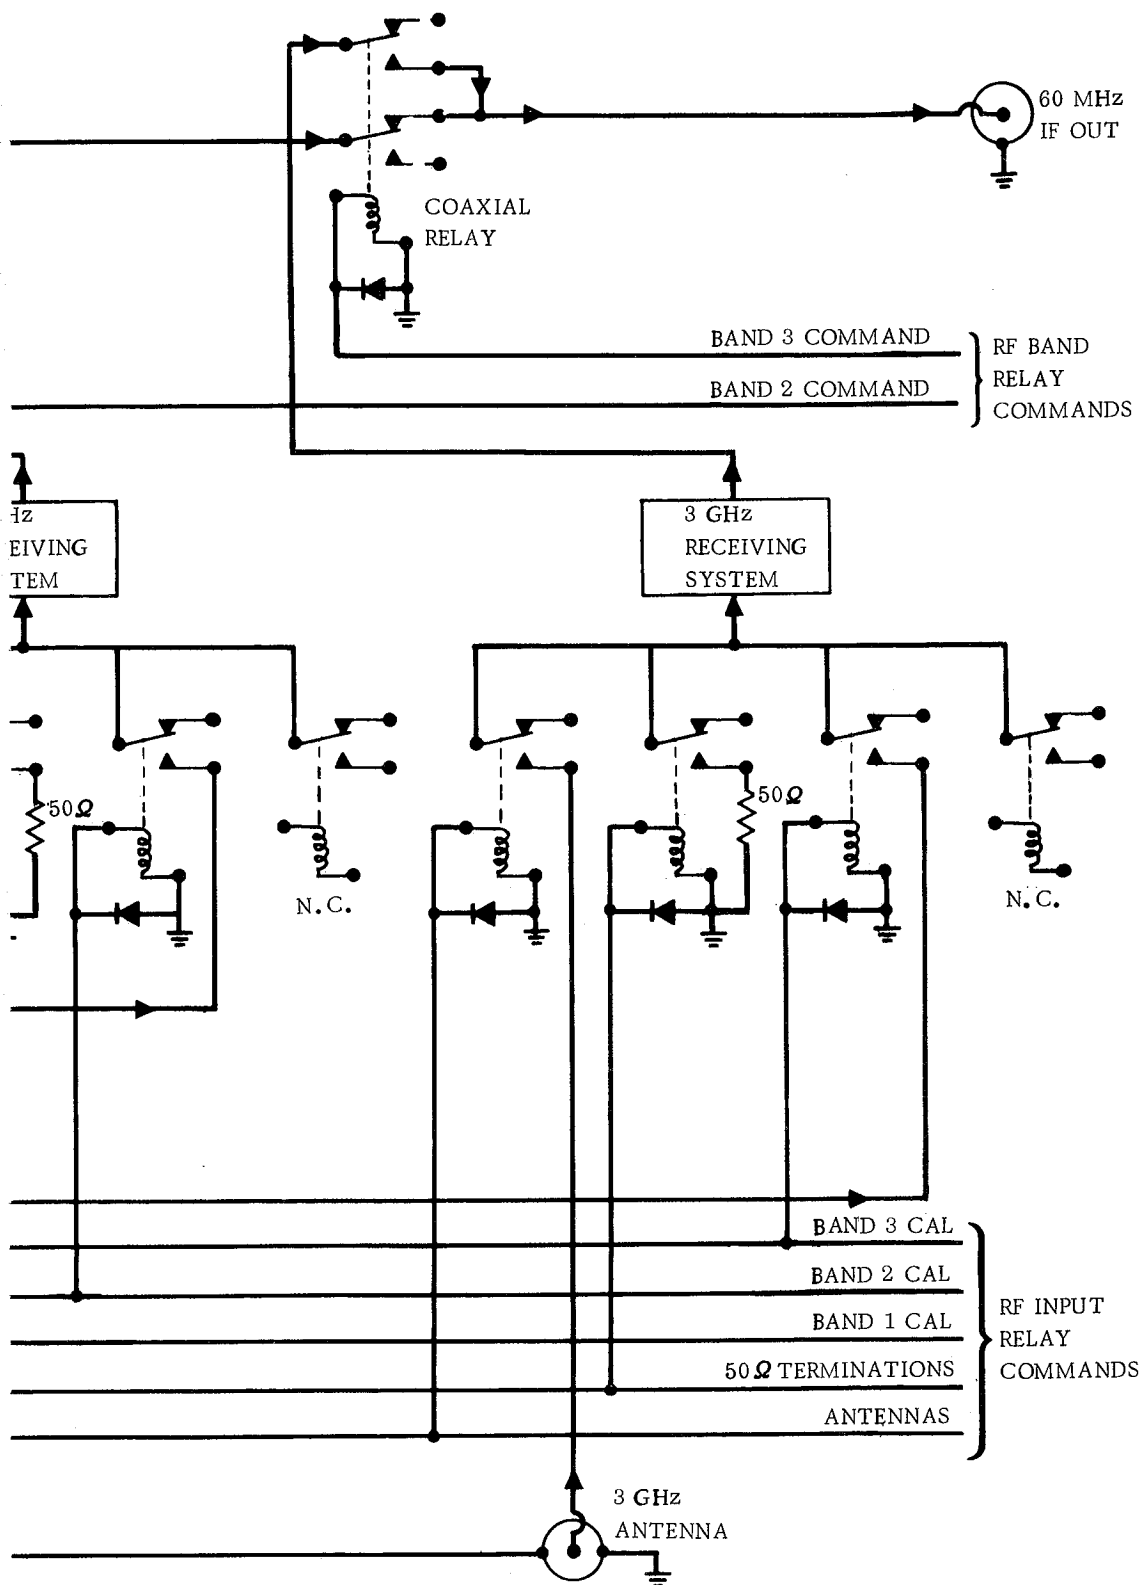 60 MHz
IF OUT
COAXIAL
RELAY
BAND 3 COMMAND
BAND 2 COMMAND
RF BAND
RELAY
COMMANDS
Hz
EIVING
TEM
3 GHz
RECEIVING
SYSTEM
50Ω
50Ω
N.C.
N.C.
BAND 3 CAL
BAND 2 CAL
BAND 1 CAL
50Ω TERMINATIONS
ANTENNAS
RF INPUT
RELAY
COMMANDS
3 GHz
ANTENNA